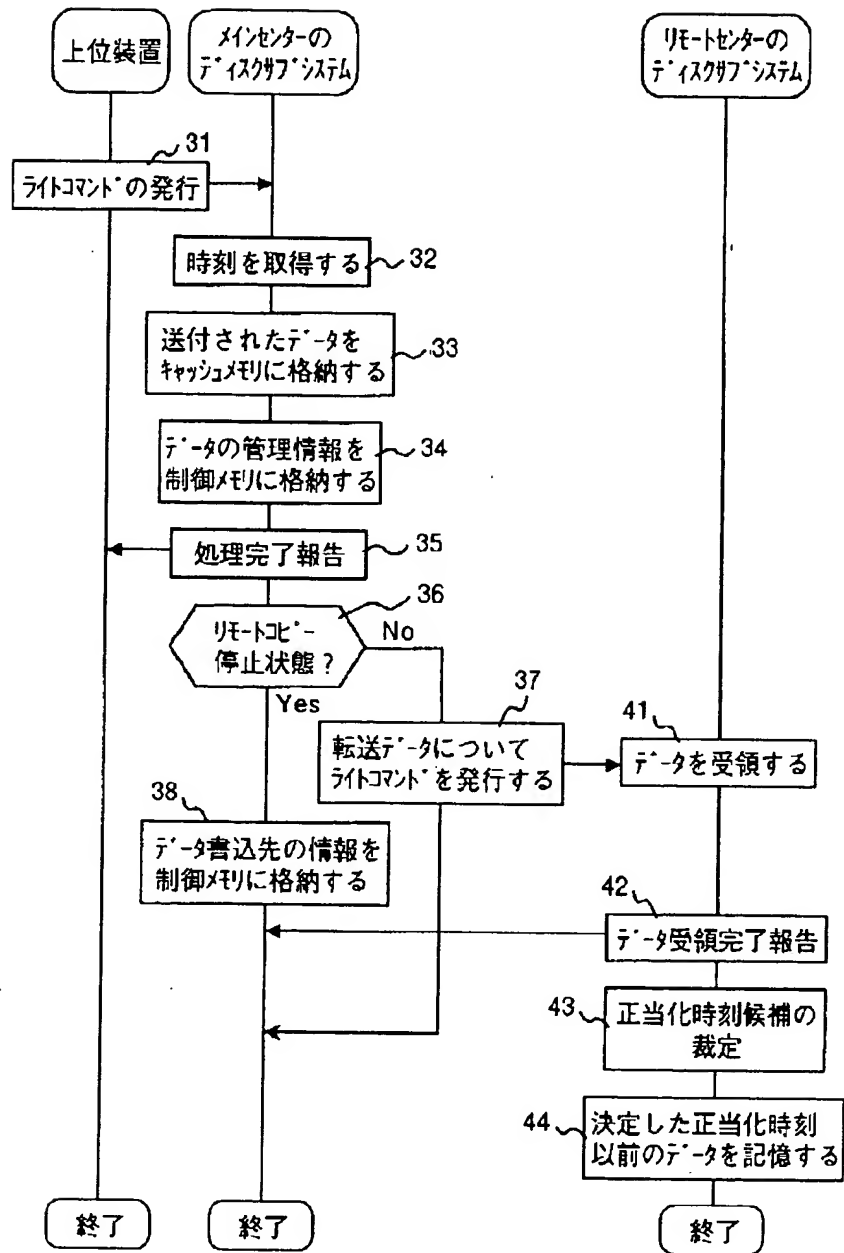 上位装置
メインセンターの
ディスクサブシステム
リモートセンターの
ディスクサブシステム
31
ライトコマンドの発行
時刻を取得する
32
送付されたデータを
キャッシュメモリに格納する
33
データの管理情報を
制御メモリに格納する
34
処理完了報告
35
36
リモートコピー
停止状態？
No
Yes
37
転送データについて
ライトコマンドを発行する
41
データを受領する
38
データ書込先の情報を
制御メモリに格納する
42
データ受領完了報告
43
正当化時刻候補の
裁定
44
決定した正当化時刻
以前のデータを記憶する
終了
終了
終了